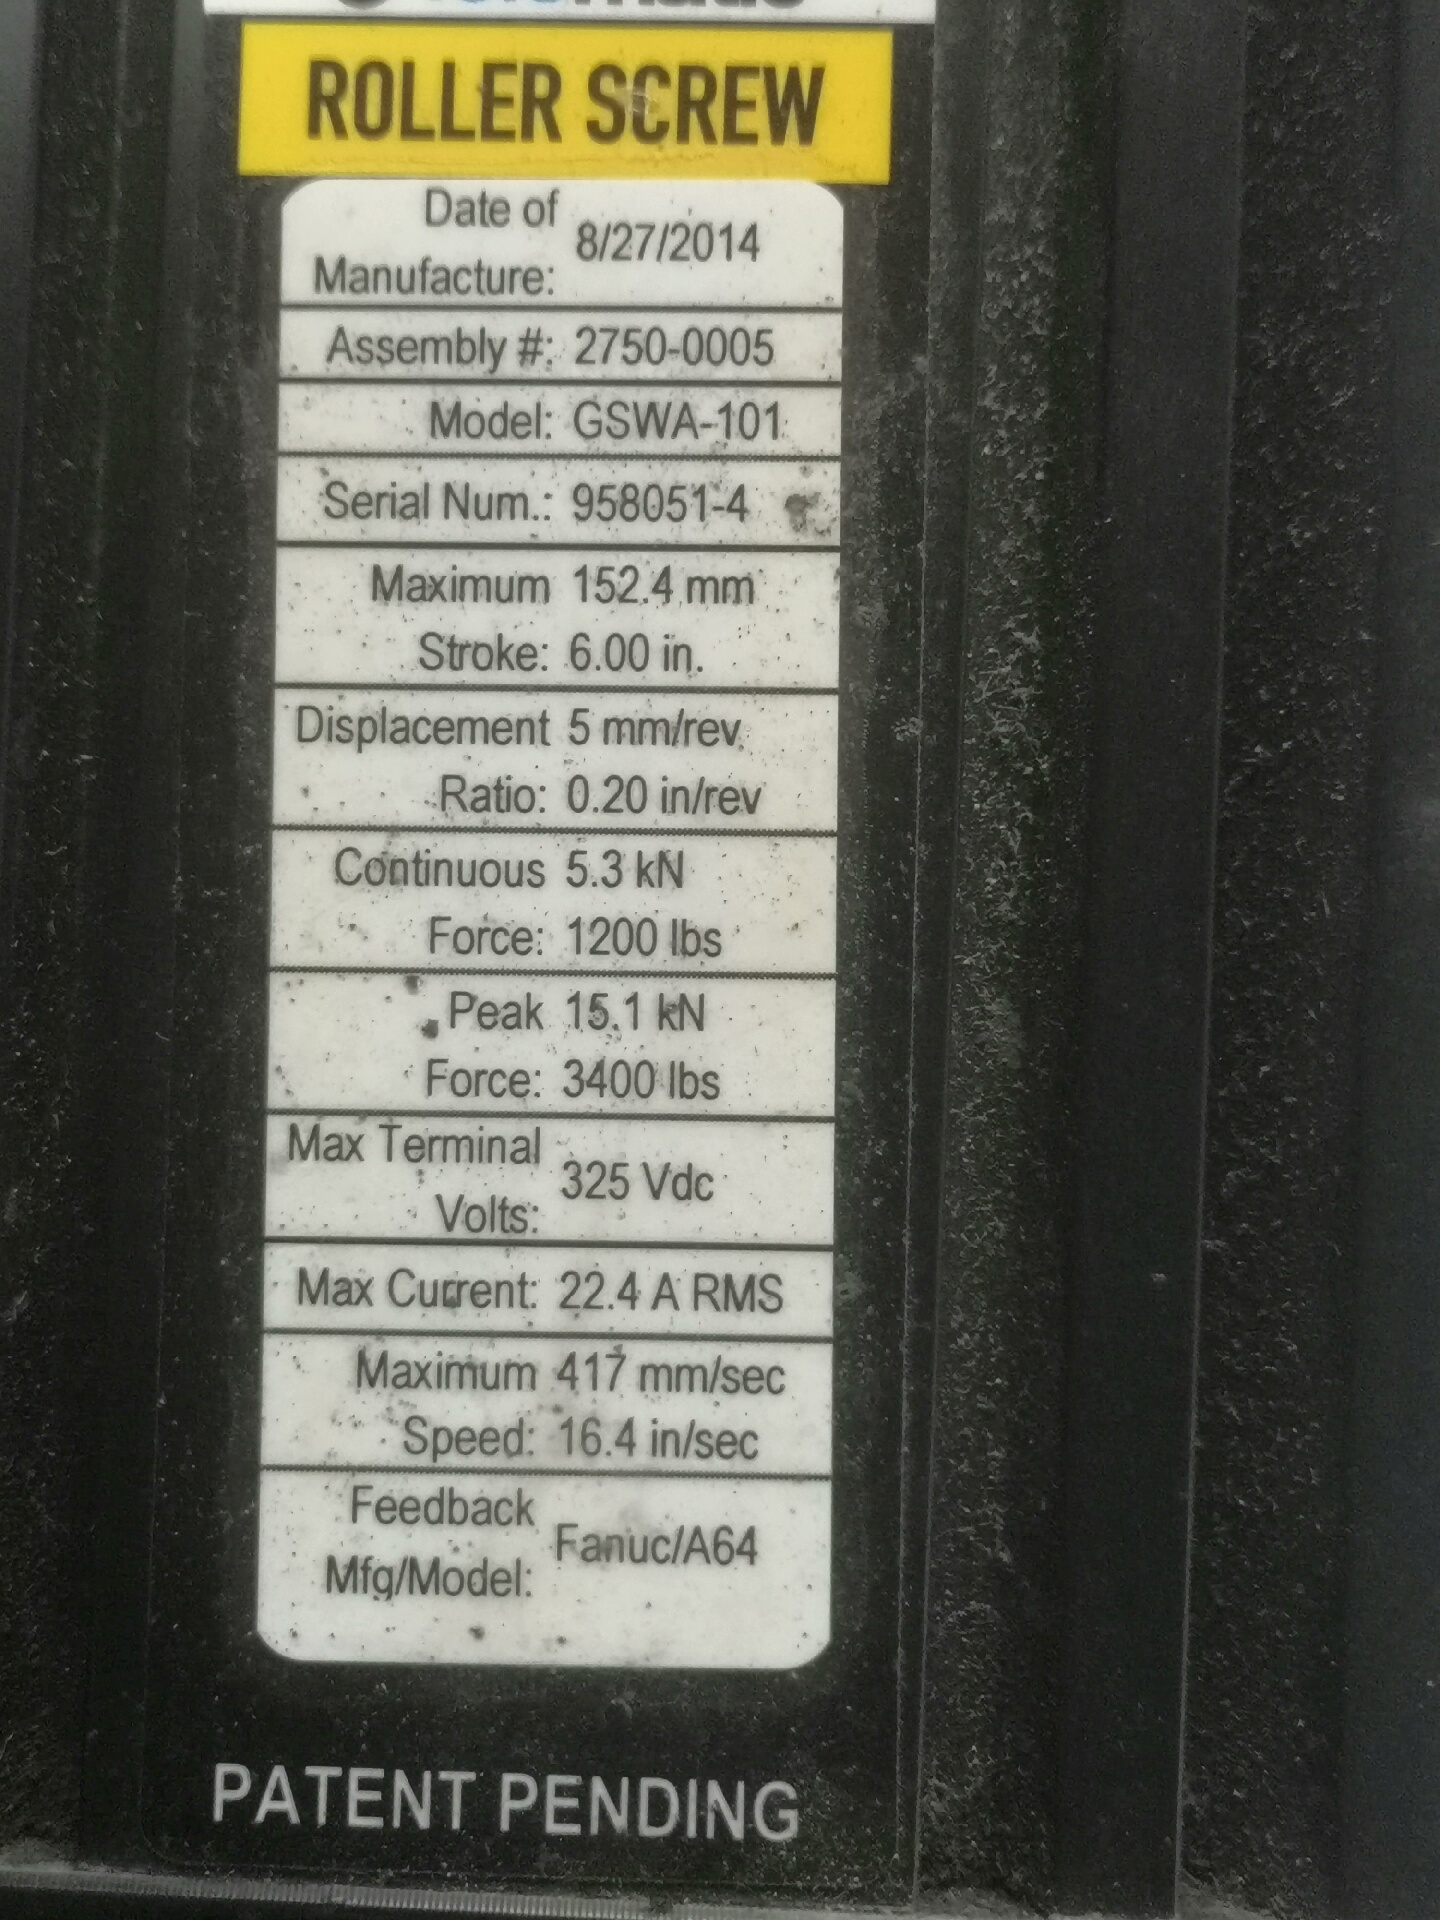 ROLLER SCREW
Date of Manufacture: 8/27/2014
Assembly #: 2750-0005
Model: GSWA-101
Serial Num.: 958051-4
Maximum 152.4 mm
Stroke: 6.00 in.
Displacement 5 mm/rev
Ratio: 0.20 in/rev
Continuous 5.3 kN
Force: 1200 lbs
Peak 15.1 kN
Force: 3400 lbs
Max Terminal Volts: 325 Vdc
Max Current: 22.4 A RMS
Maximum 417 mm/sec
Speed: 16.4 in/sec
Feedback Mfg/Model: Fanuc/A64
PATENT PENDING